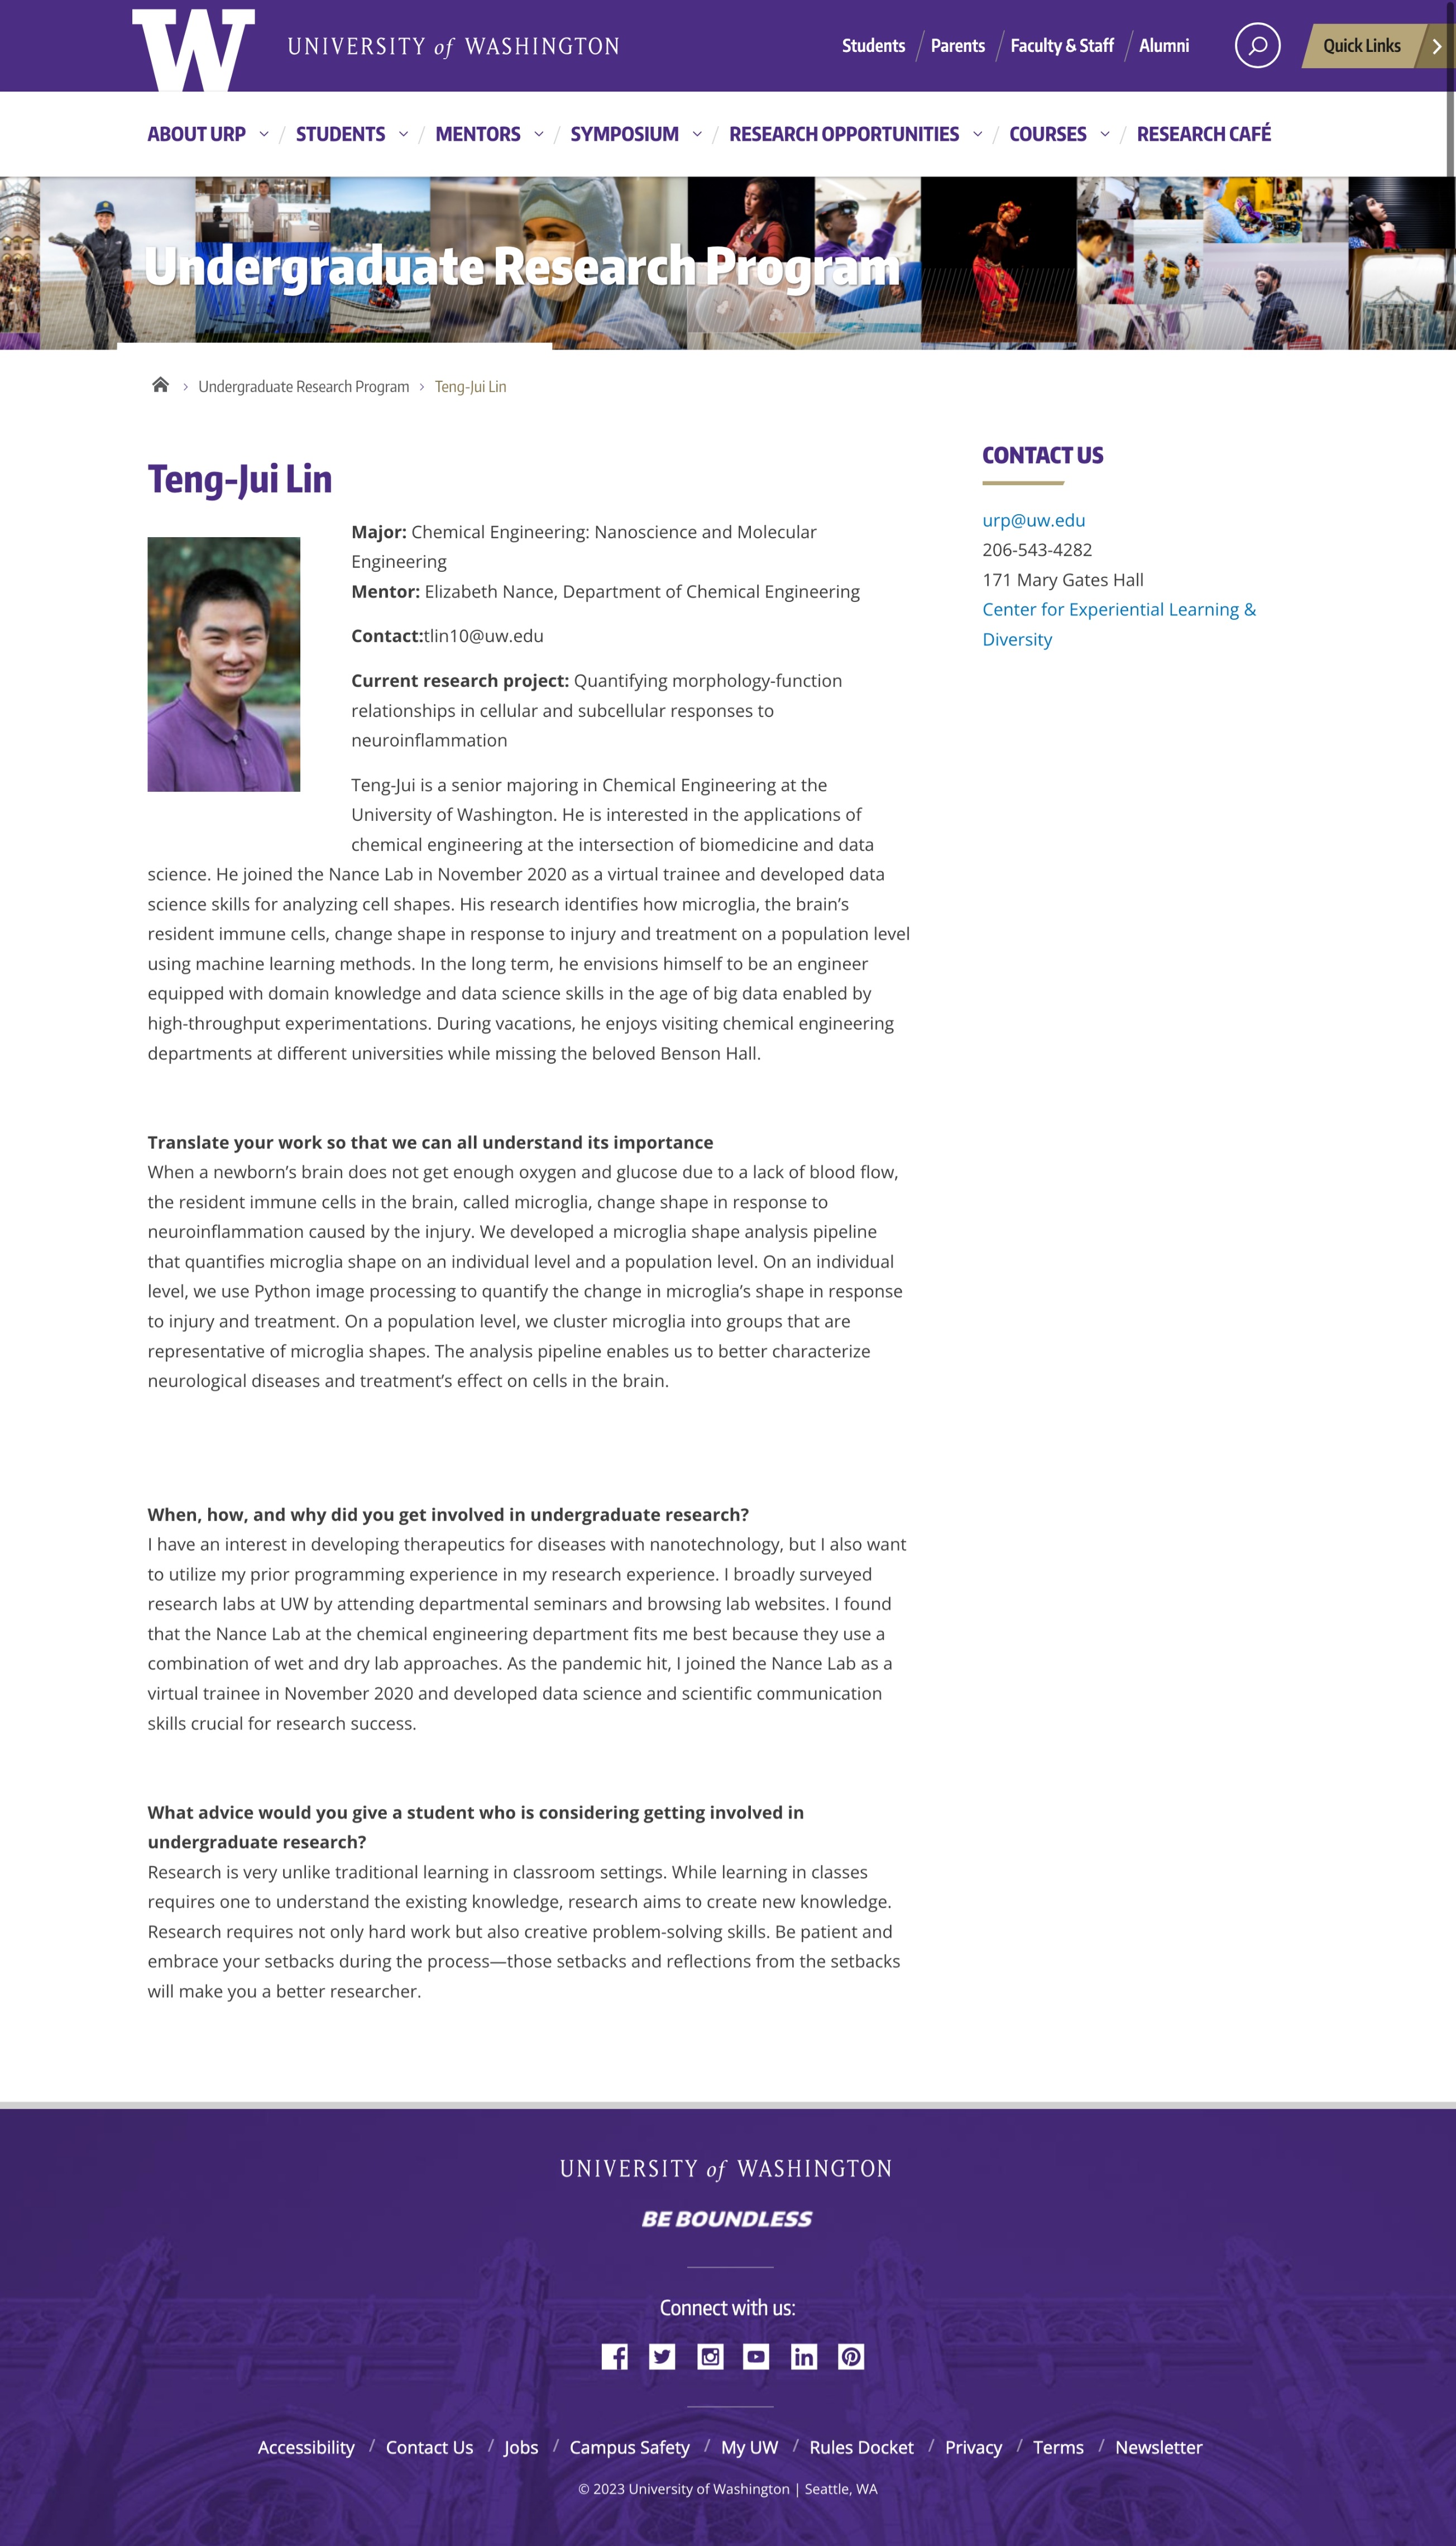 W
UNIVERSITY of WASHINGTON
Students / Parents / Faculty & Staff / Alumni
Quick Links
ABOUT URP / STUDENTS / MENTORS / SYMPOSIUM / RESEARCH OPPORTUNITIES / COURSES / RESEARCH CAFÉ
Undergraduate Research Program
Undergraduate Research Program › Teng-Jui Lin
Teng-Jui Lin
Major: Chemical Engineering: Nanoscience and Molecular
Engineering
Mentor: Elizabeth Nance, Department of Chemical Engineering
Contact:tlin10@uw.edu
Current research project: Quantifying morphology-function
relationships in cellular and subcellular responses to
neuroinflammation
Teng-Jui is a senior majoring in Chemical Engineering at the
University of Washington. He is interested in the applications of
chemical engineering at the intersection of biomedicine and data
science. He joined the Nance Lab in November 2020 as a virtual trainee and developed data
science skills for analyzing cell shapes. His research identifies how microglia, the brain’s
resident immune cells, change shape in response to injury and treatment on a population level
using machine learning methods. In the long term, he envisions himself to be an engineer
equipped with domain knowledge and data science skills in the age of big data enabled by
high-throughput experimentations. During vacations, he enjoys visiting chemical engineering
departments at different universities while missing the beloved Benson Hall.
Translate your work so that we can all understand its importance
When a newborn’s brain does not get enough oxygen and glucose due to a lack of blood flow,
the resident immune cells in the brain, called microglia, change shape in response to
neuroinflammation caused by the injury. We developed a microglia shape analysis pipeline
that quantifies microglia shape on an individual level and a population level. On an individual
level, we use Python image processing to quantify the change in microglia’s shape in response
to injury and treatment. On a population level, we cluster microglia into groups that are
representative of microglia shapes. The analysis pipeline enables us to better characterize
neurological diseases and treatment’s effect on cells in the brain.
When, how, and why did you get involved in undergraduate research?
I have an interest in developing therapeutics for diseases with nanotechnology, but I also want
to utilize my prior programming experience in my research experience. I broadly surveyed
research labs at UW by attending departmental seminars and browsing lab websites. I found
that the Nance Lab at the chemical engineering department fits me best because they use a
combination of wet and dry lab approaches. As the pandemic hit, I joined the Nance Lab as a
virtual trainee in November 2020 and developed data science and scientific communication
skills crucial for research success.
What advice would you give a student who is considering getting involved in
undergraduate research?
Research is very unlike traditional learning in classroom settings. While learning in classes
requires one to understand the existing knowledge, research aims to create new knowledge.
Research requires not only hard work but also creative problem-solving skills. Be patient and
embrace your setbacks during the process—those setbacks and reflections from the setbacks
will make you a better researcher.
CONTACT US
urp@uw.edu
206-543-4282
171 Mary Gates Hall
Center for Experiential Learning &
Diversity
UNIVERSITY of WASHINGTON
BE BOUNDLESS
Connect with us:
Accessibility / Contact Us / Jobs / Campus Safety / My UW / Rules Docket / Privacy / Terms / Newsletter
© 2023 University of Washington | Seattle, WA